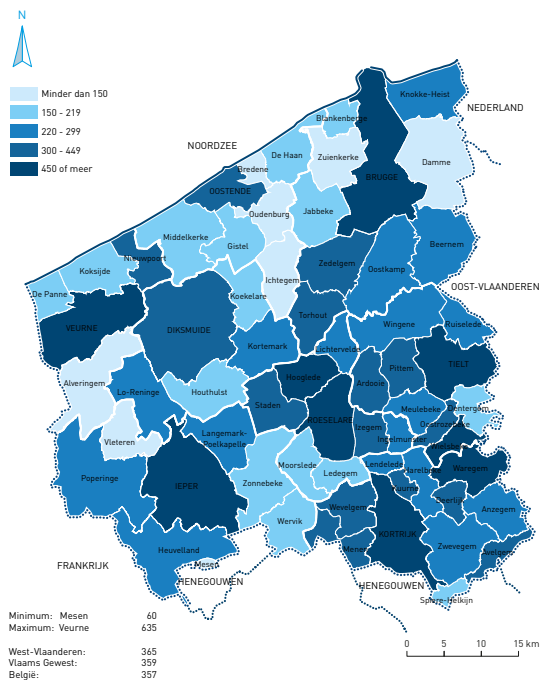 N
Minder dan 150
150 - 219
220 - 299
300 - 449
450 of meer
NEDERLAND
NOORDZEE
OOST-VLAANDEREN
FRANKRIJK
HENEGOUWEN
HENEGOUWEN
Knokke-Heist
Blankenberge
De Haan
Zuienkerke
Damme
Bredene
BRUGGE
OOSTENDE
Oudenburg
Jabbeke
Middelkerke
Gistel
Beernem
Nieuwpoort
Zedelgem
Oostkamp
Koksijde
Ichtegem
De Panne
Koekelare
Torhout
VEURNE
DIKSMUIDE
Wingene
Ruiselede
Kortemark
Lichtervelde
TIELT
Pittem
Hooglede
Ardooie
Alveringem
Lo-Reninge
Houthulst
Staden
Meulebeke
Dentergem
ROESELARE
Izegem
Oostrozebeke
Langemark-
Poelkapelle
Ingelmunster
Vleteren
Wielsbeke
Moorslede
Ledegem
Lendelede
Harelbeke
Waregem
Poperinge
IEPER
Zonnebeke
Kuurne
Deerlijk
Wevelgem
Anzegem
Wervik
KORTRIJK
Menen
Zwevegem
Avelgem
Heuvelland
Mesen
Spiere-Helkijn
Minimum: Mesen 60
Maximum: Veurne 635
West-Vlaanderen: 365
Vlaams Gewest: 359
België: 357
0 5 10 15 km